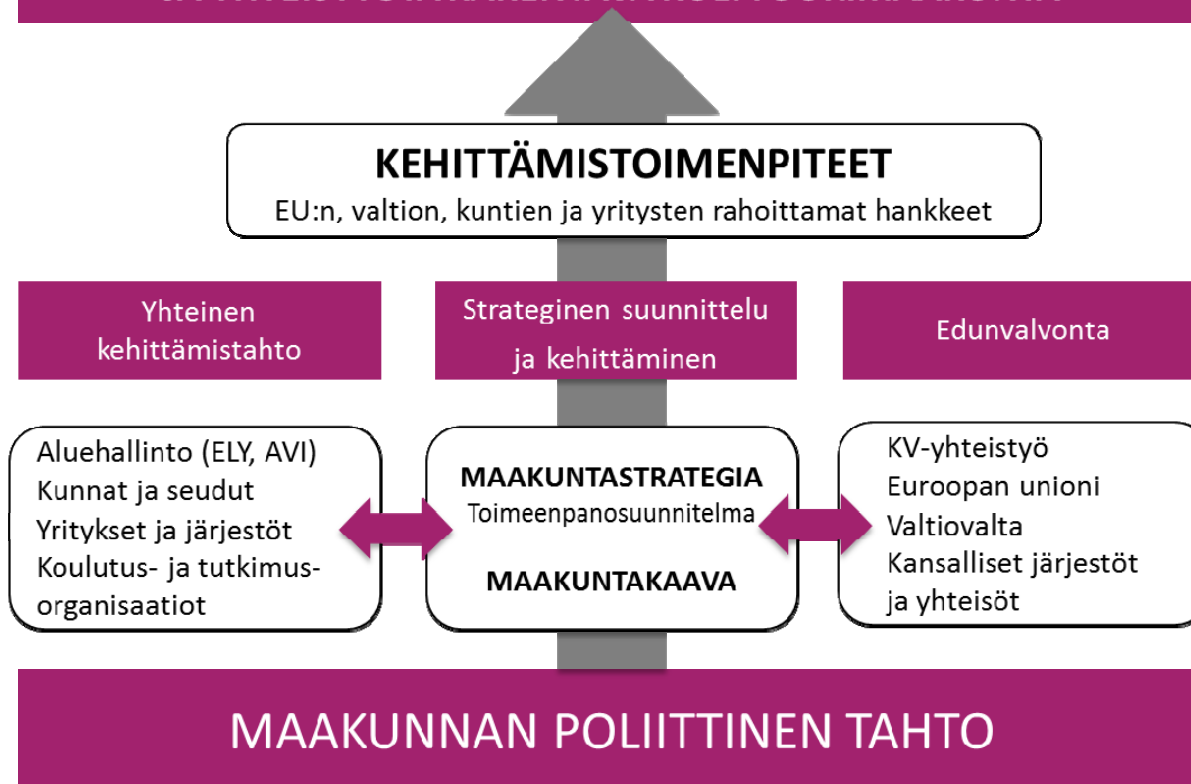 KEHITTÄMISTOIMENPITEET
EU:n, valtion, kuntien ja yritysten rahoittamat hankkeet
Yhteinen
kehittämistahto
Strateginen suunnittelu
ja kehittäminen
Edunvalvonta
Aluehallinto (ELY, AVI)
Kunnat ja seudut
Yritykset ja järjestöt
Koulutus- ja tutkimus-
organisaatiot
MAAKUNTASTRATEGIA
Toimeenpanosuunnitelma
MAAKUNTAKAAVA
KV-yhteistyö
Euroopan unioni
Valtiovalta
Kansalliset järjestöt
ja yhteisöt
MAAKUNNAN POLIITTINEN TAHTO